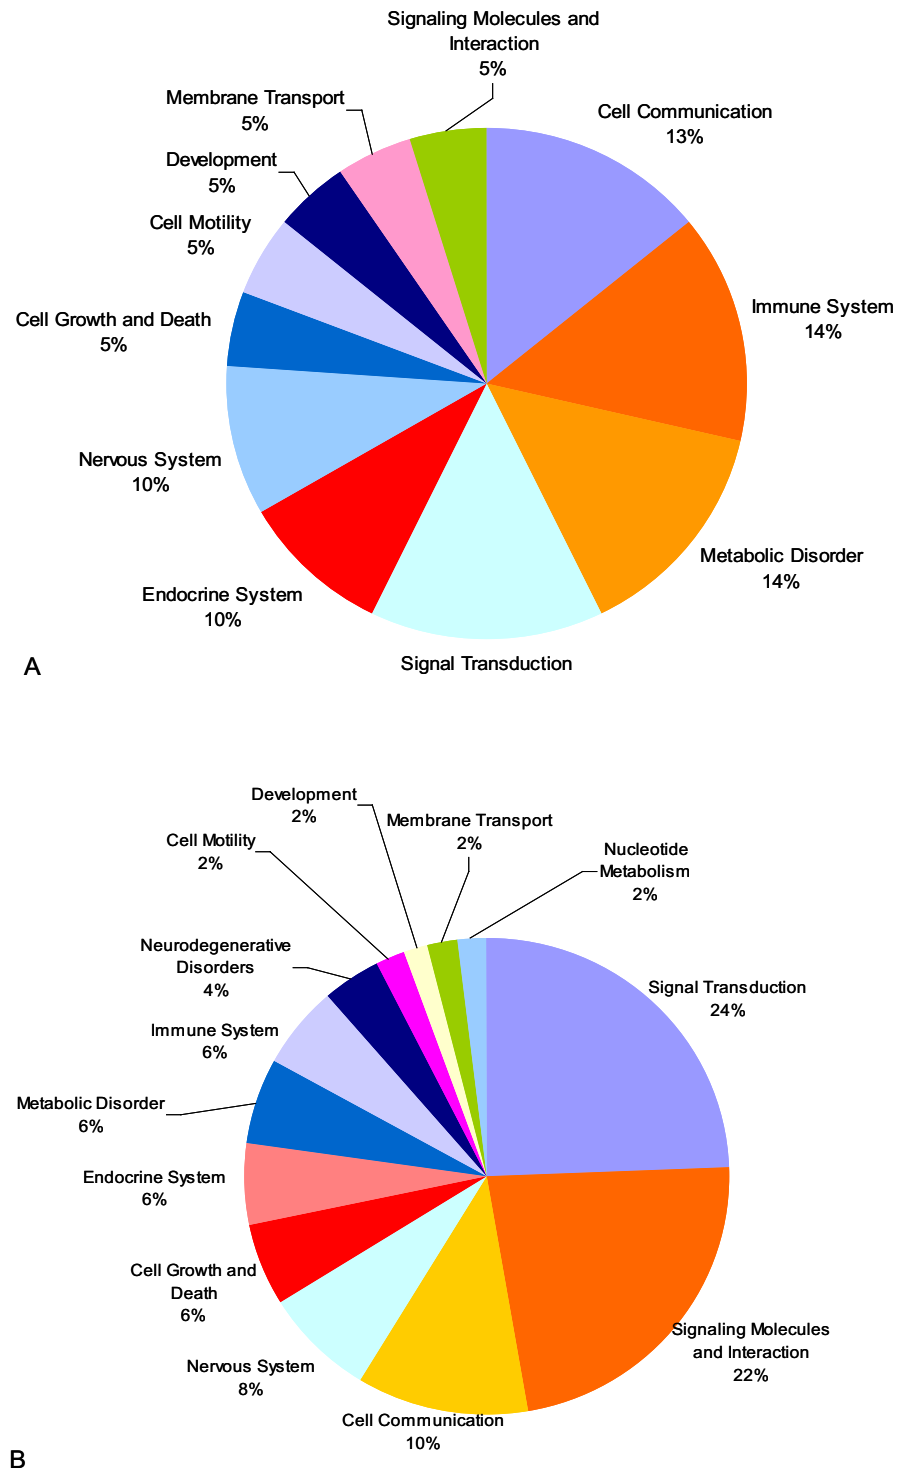 Signaling Molecules and
Interaction
5%
Cell Communication
13%
Membrane Transport
5%
Development
5%
Cell Motility
5%
Immune System
14%
Cell Growth and Death
5%
Nervous System
10%
Metabolic Disorder
14%
Endocrine System
10%
Signal Transduction
A
Development
2%
Membrane Transport
2%
Cell Motility
2%
Nucleotide
Metabolism
2%
Neurodegenerative
Disorders
4%
Signal Transduction
24%
Immune System
6%
Metabolic Disorder
6%
Endocrine System
6%
Cell Growth and
Death
6%
Signaling Molecules
and Interaction
22%
Nervous System
8%
Cell Communication
10%
B